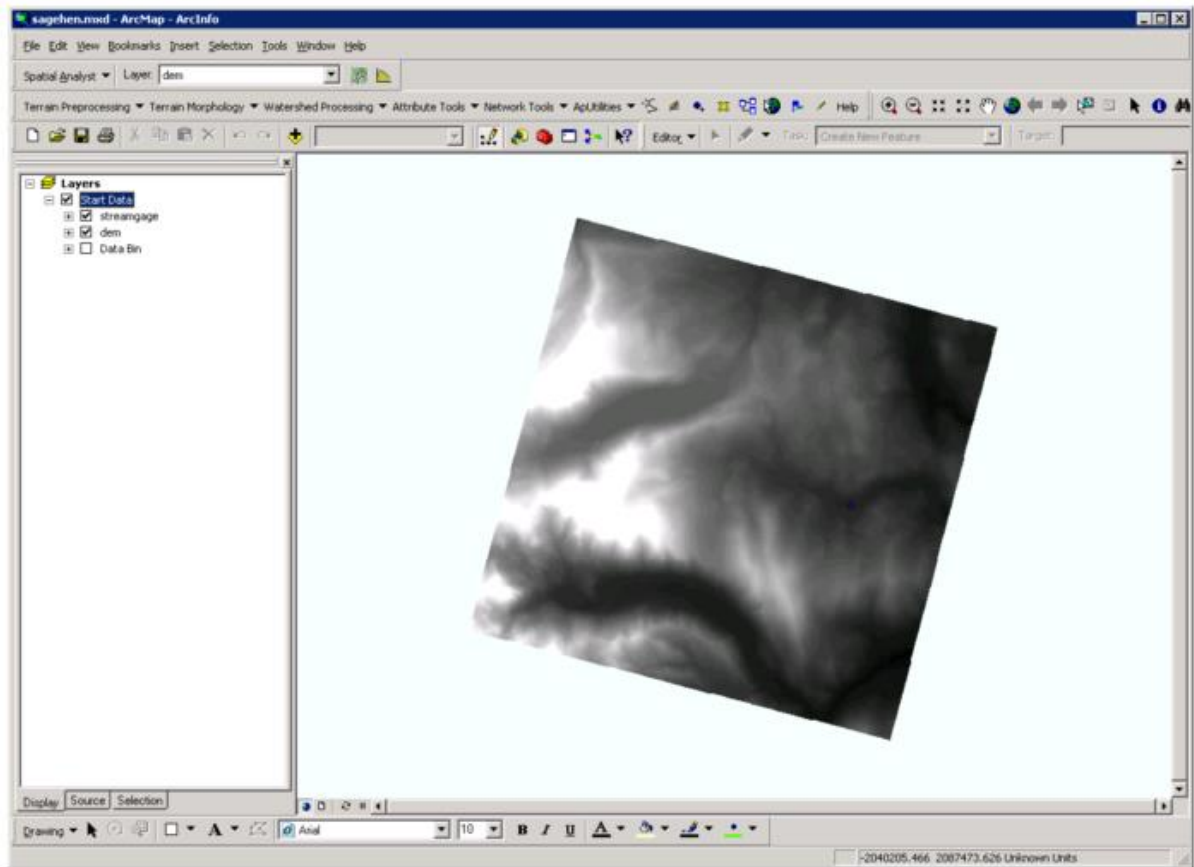 sagehen.mxd - ArcMap - ArcInfo
File Edit View Bookmarks Insert Selection Tools Window Help
Spatial Analyst Layer: dem
Terrain Preprocessing Terrain Morphology Watershed Processing Attribute Tools Network Tools ApUtilities Help
Editor Task: Create New Feature Target:
Layers
Start Data
streamgage
dem
Data Bin
Display Source Selection
Drawing A Arial 10 B I U A
-2040205.466 2087473.626 Unknown Units